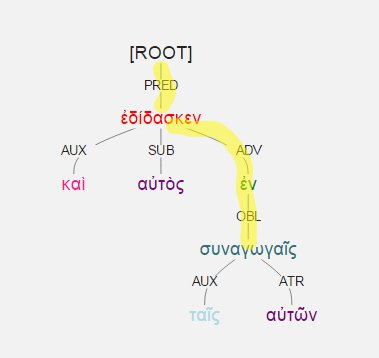 [ROOT]
PRED
ἐδίδασκεν
AUX SUB ADV
καὶ αὐτὸς ἐν
OBL
συναγωγαῖς
AUX ATR
ταῖς αὐτῶν